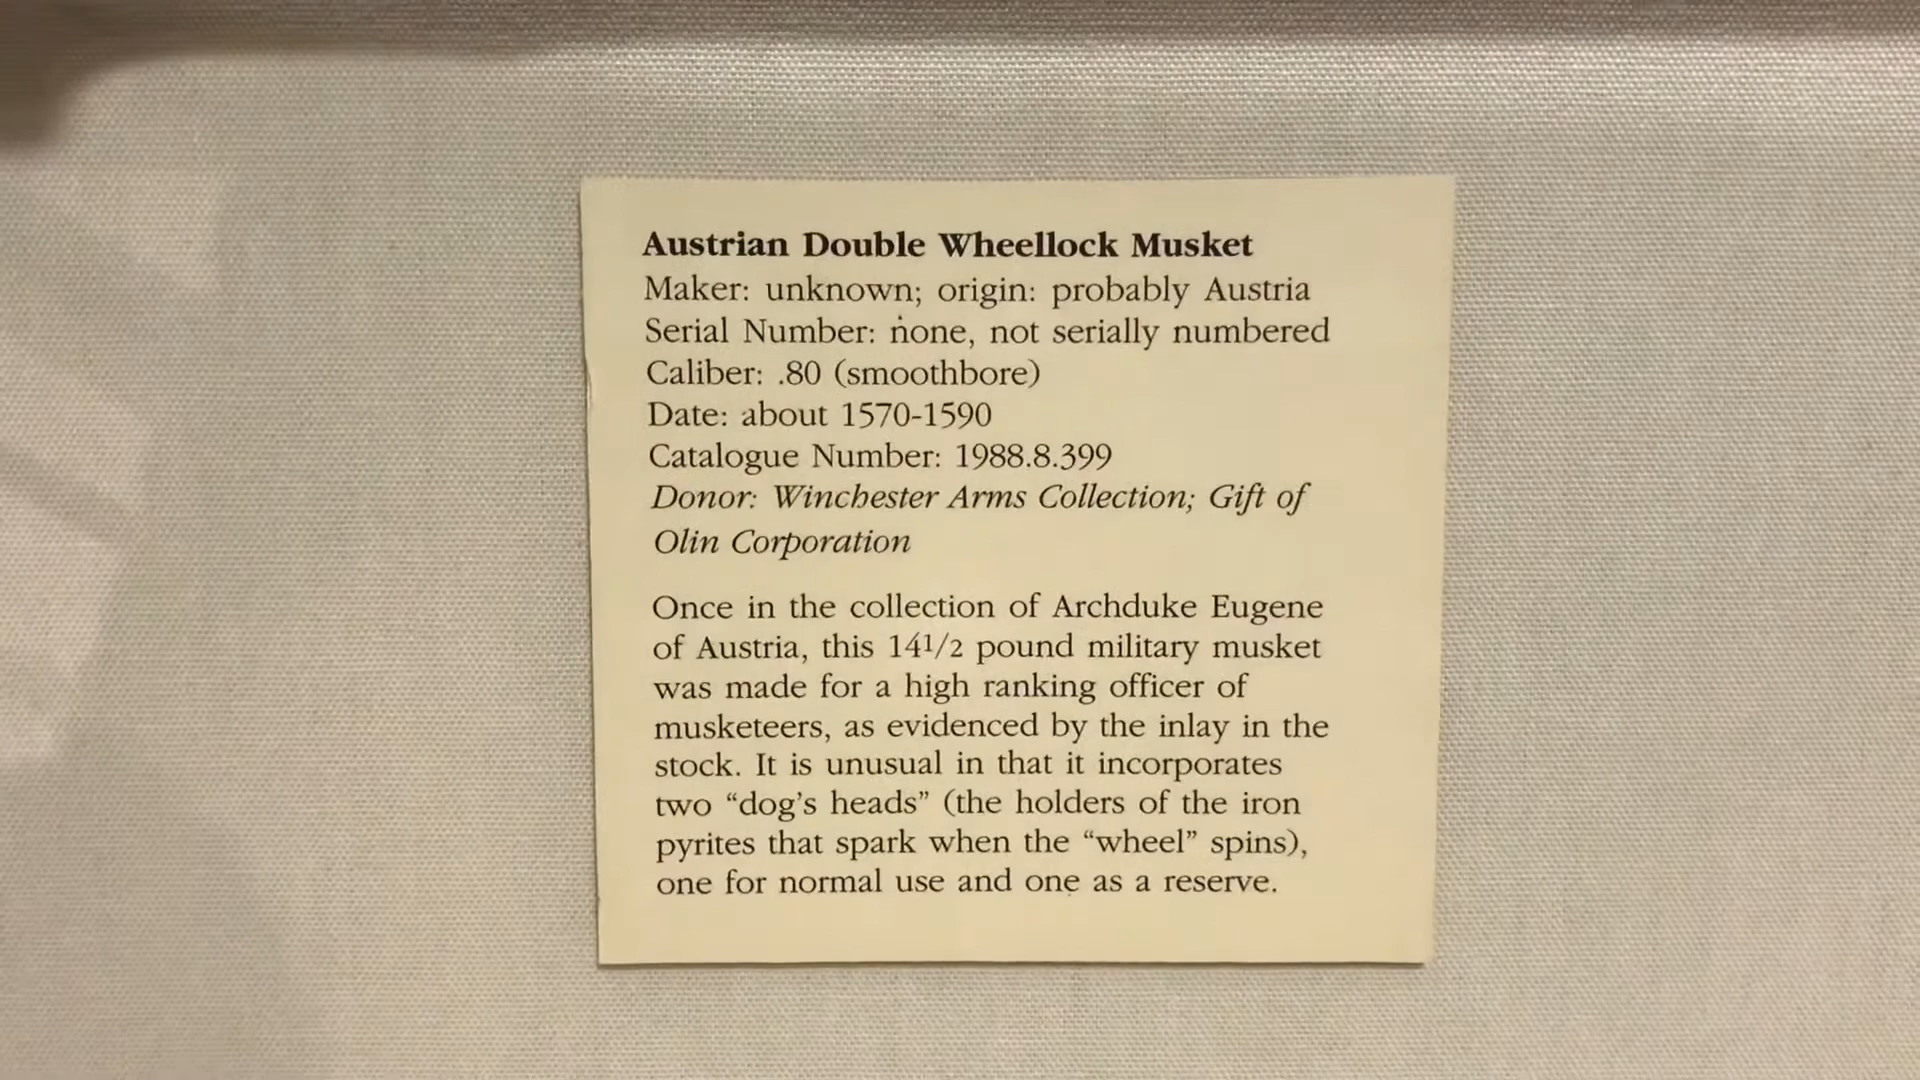 Austrian Double Wheellock Musket
Maker: unknown; origin: probably Austria
Serial Number: none, not serially numbered
Caliber: .80 (smoothbore)
Date: about 1570-1590
Catalogue Number: 1988.8.399
Donor: Winchester Arms Collection; Gift of
Olin Corporation
Once in the collection of Archduke Eugene
of Austria, this 14 1/2 pound military musket
was made for a high ranking officer of
musketeers, as evidenced by the inlay in the
stock. It is unusual in that it incorporates
two “dog’s heads” (the holders of the iron
pyrites that spark when the “wheel” spins),
one for normal use and one as a reserve.